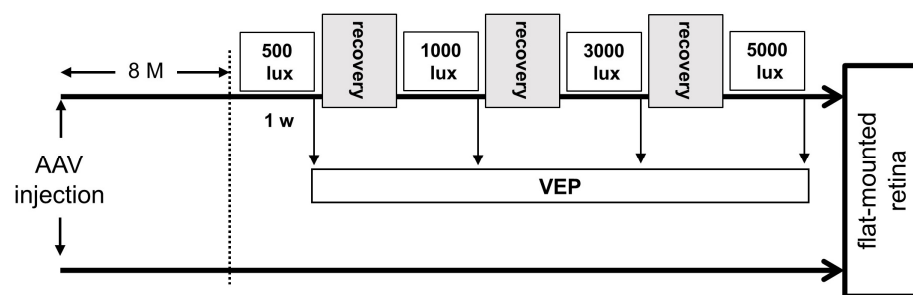 500
lux
recovery
1000
lux
recovery
3000
lux
recovery
5000
lux
8 M
1 w
AAV
injection
VEP
flat-mounted
retina